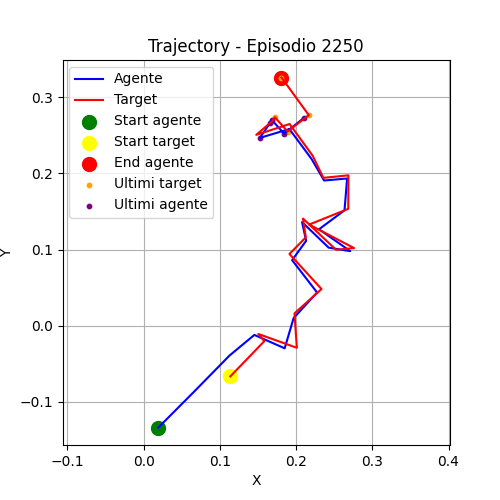 Trajectory - Episodio 2250
Agente
Target
Start agente
Start target
End agente
Ultimi target
Ultimi agente
Y
0.3
0.2
0.1
0.0
−0.1
−0.1
0.0
0.1
0.2
0.3
0.4
X